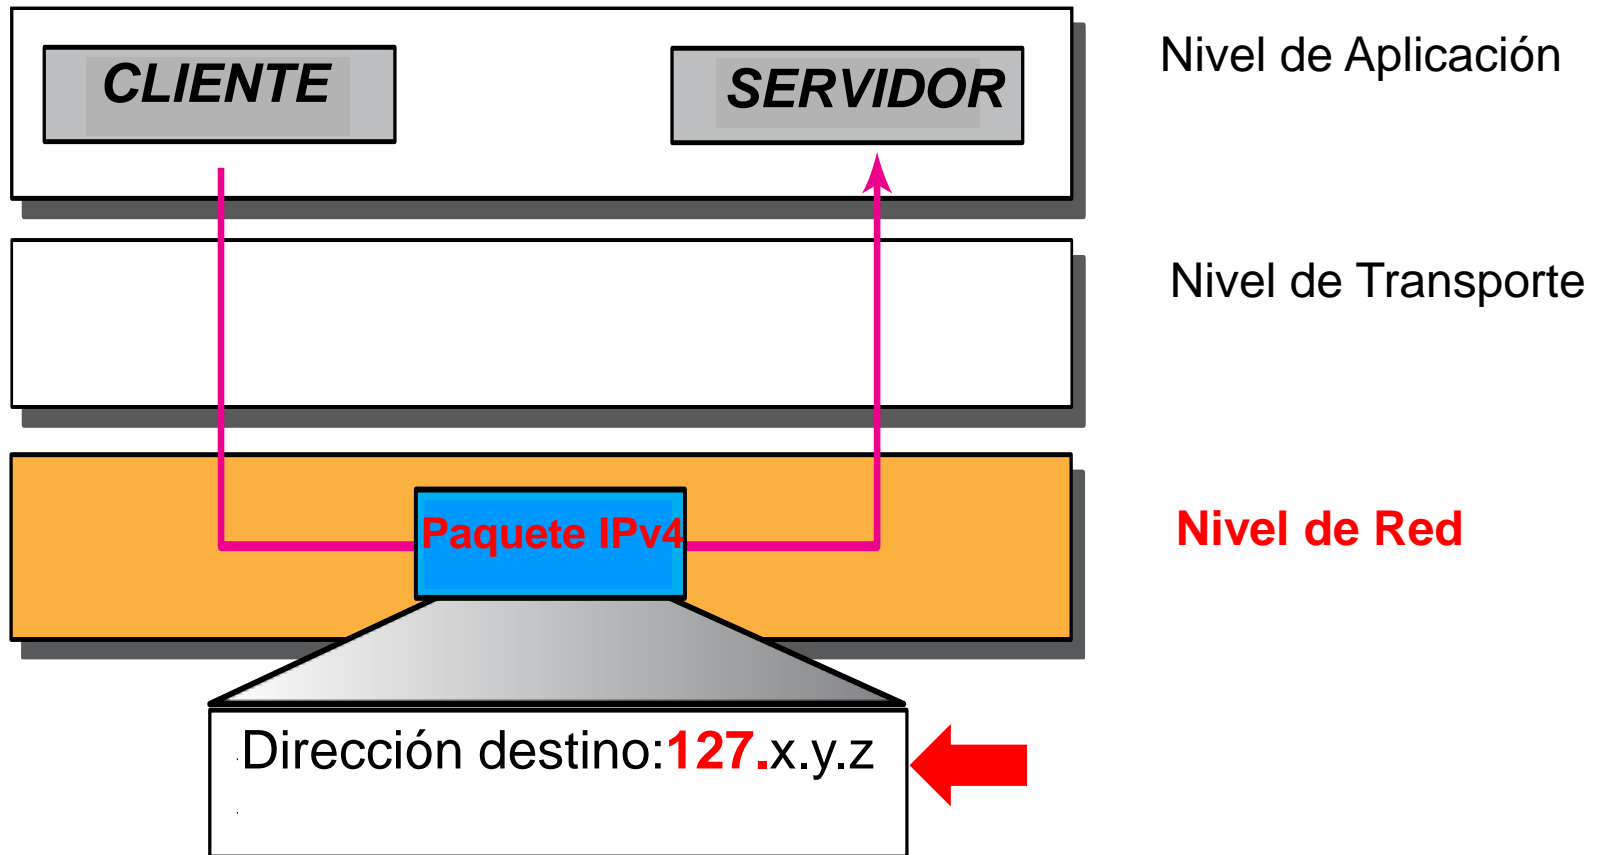 CLIENTE
SERVIDOR
Nivel de Aplicación
Nivel de Transporte
Paquete IPv4
Nivel de Red
Dirección destino:127.x.y.z